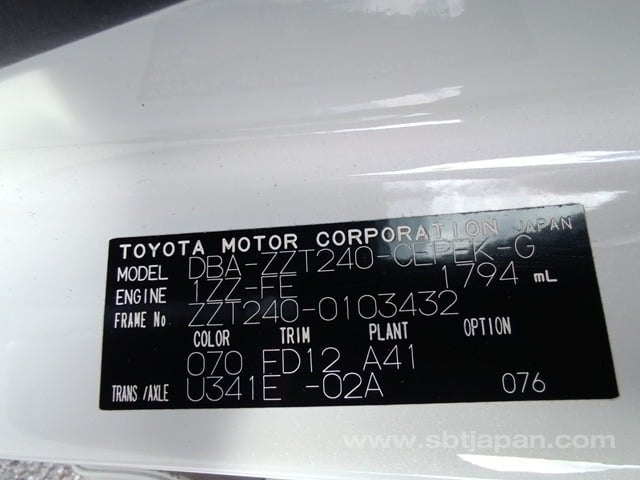 TOYOTA MOTOR CORPORATION JAPAN
MODEL DBA-ZZT240-CEPEK-G
ENGINE 1ZZ-FE 1794 mL
FRAME No ZZT240-0103432
COLOR TRIM PLANT OPTION
070 FD12 A41
TRANS/AXLE U341E -02A 076
www.sbtjapan.com